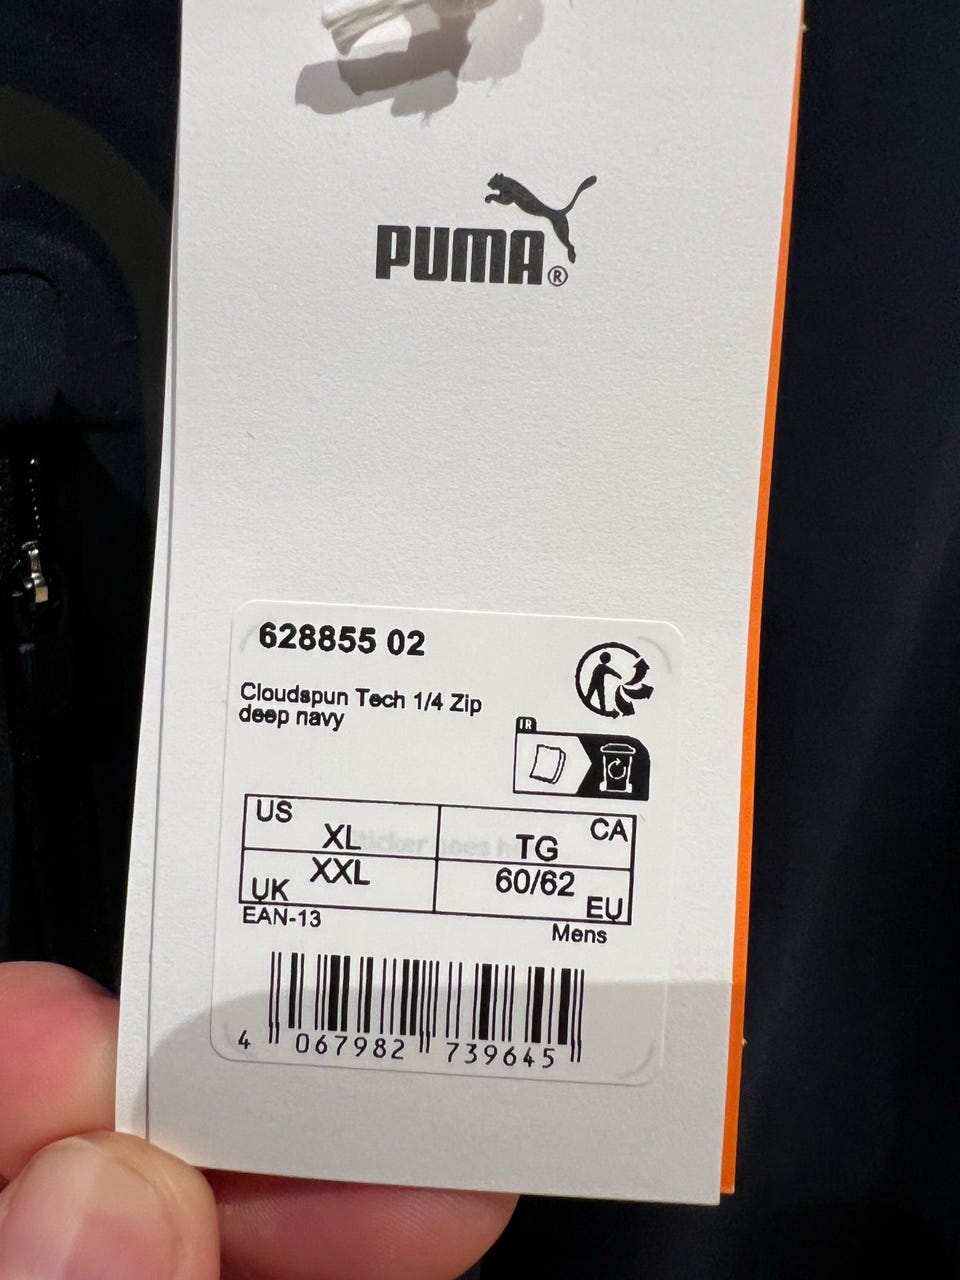 PUMA®
628855 02
Cloudspun Tech 1/4 Zip
deep navy
IR
US XL
TG CA
UK XXL
60/62 EU
EAN-13
Mens
4 067982 739645